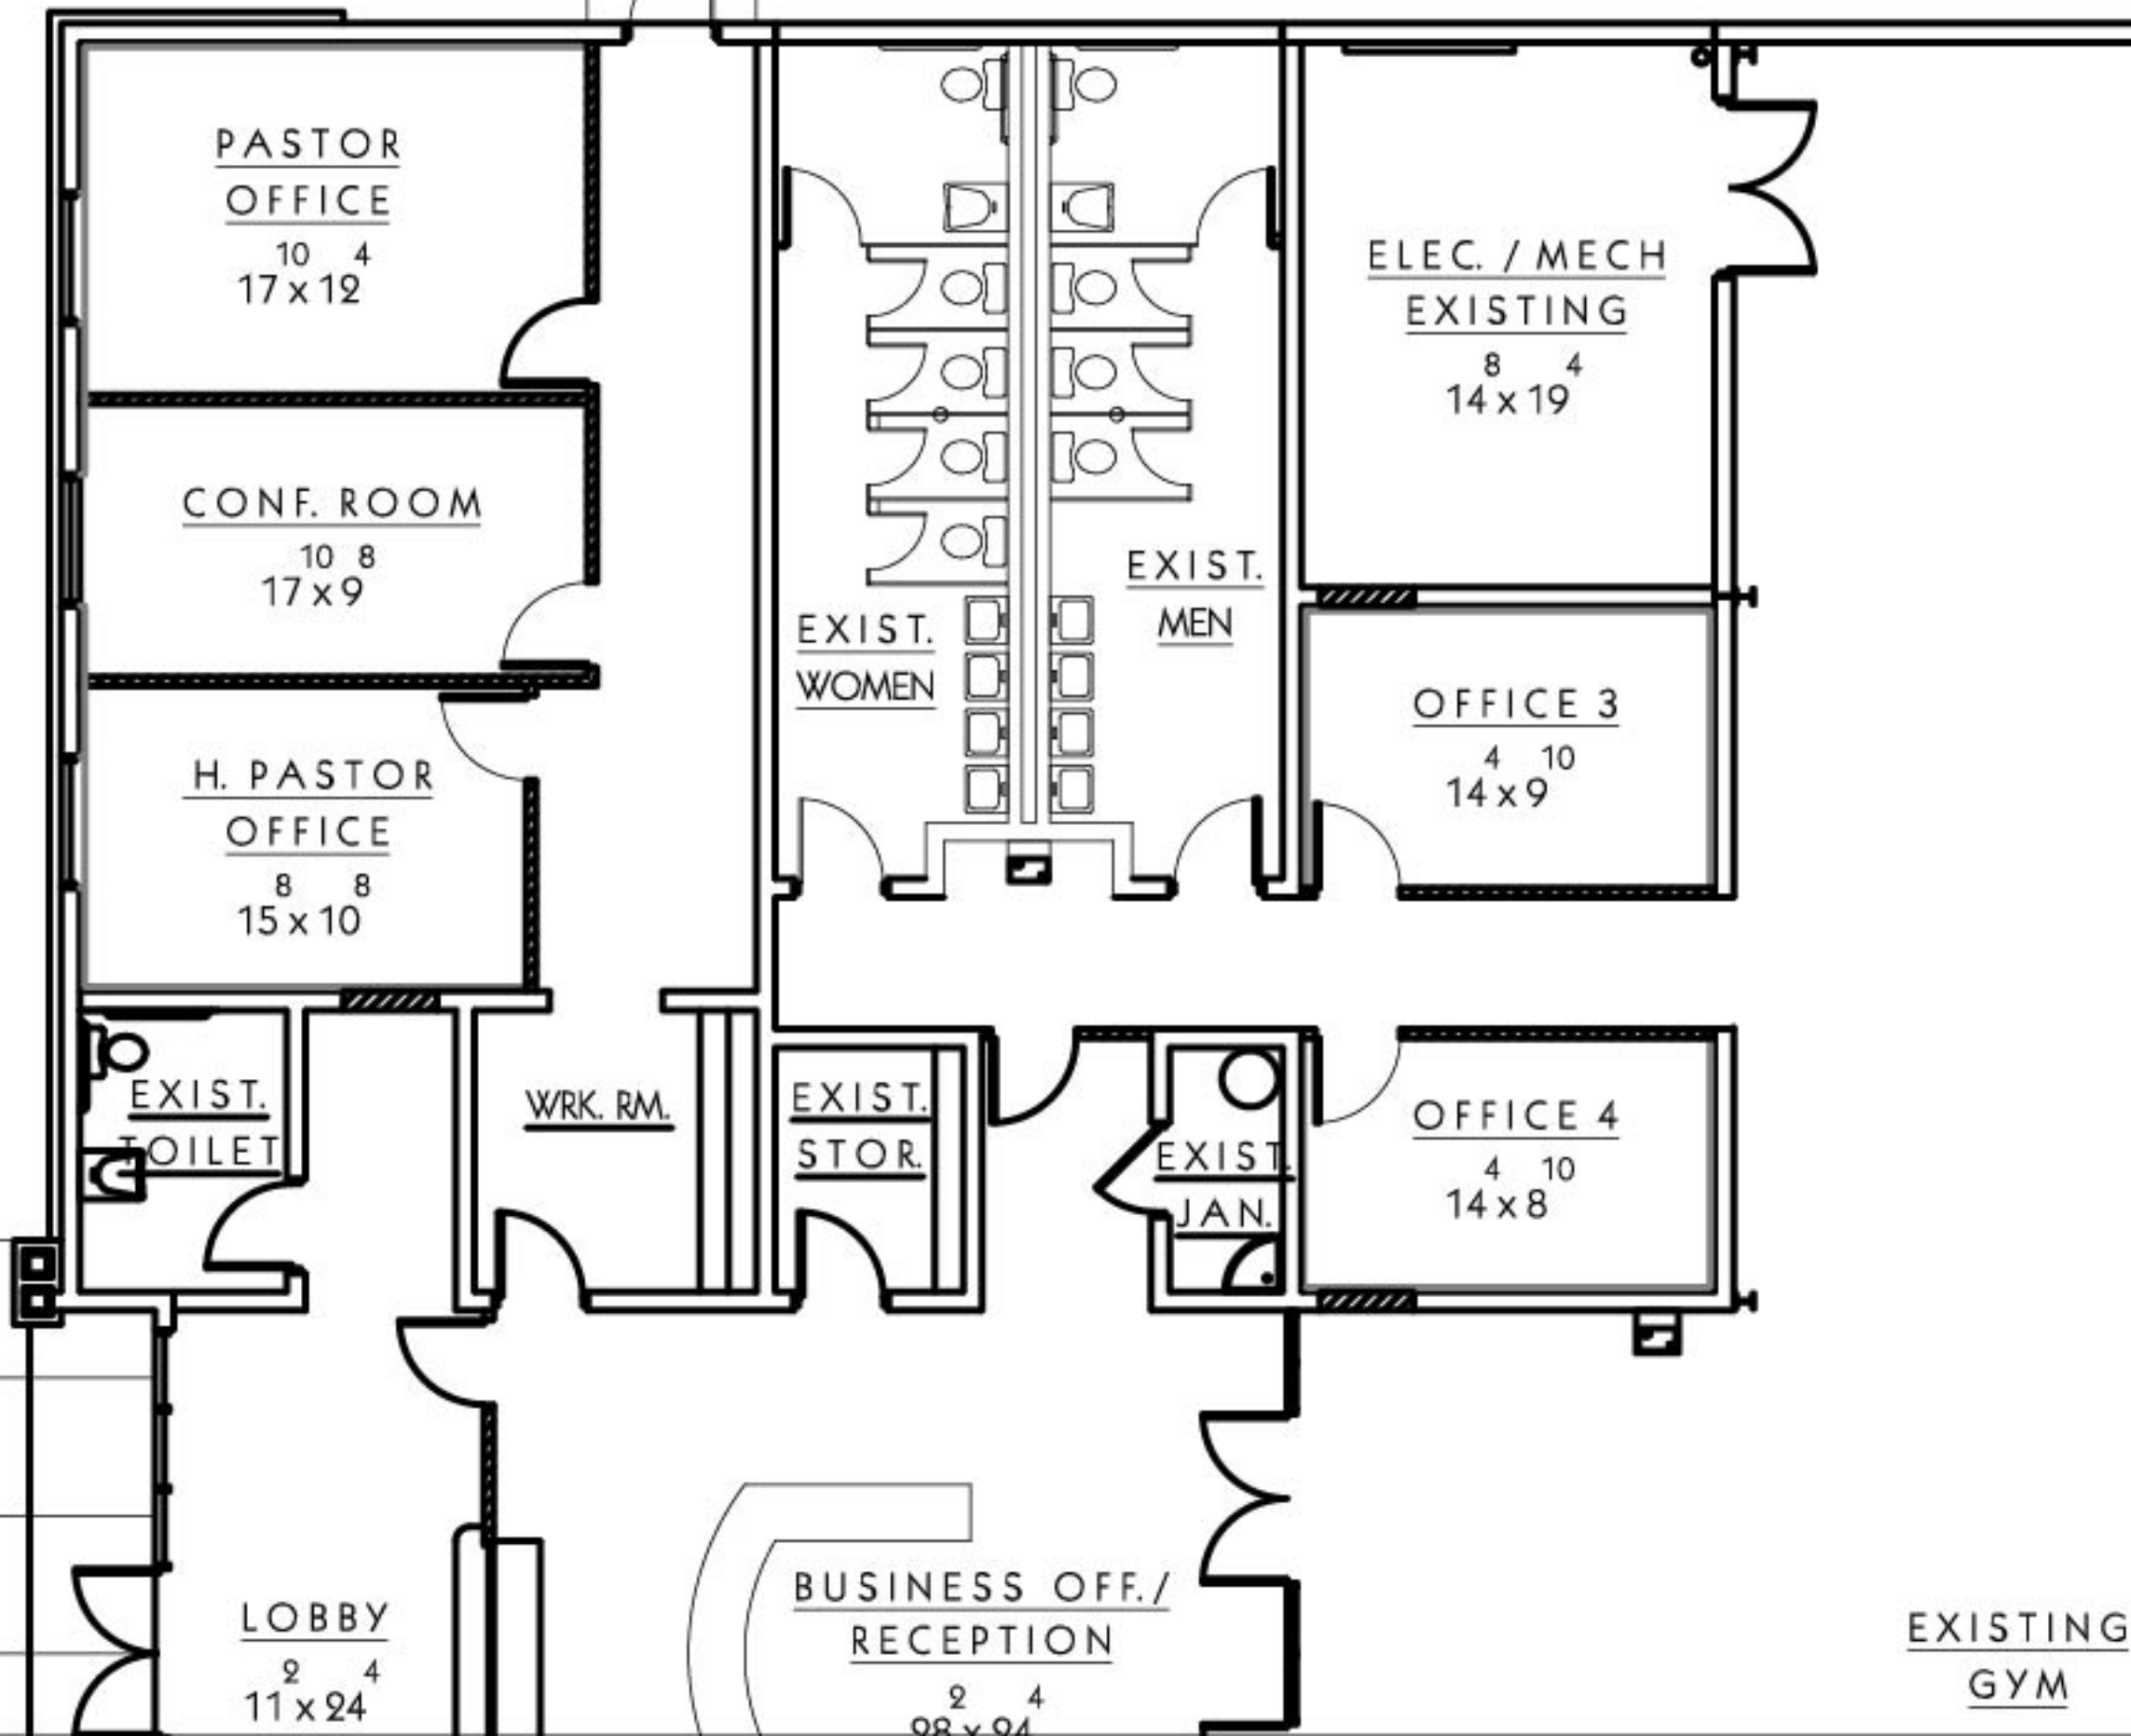 PASTOR
OFFICE
10 4
17 x 12
CONF. ROOM
10 8
17 x 9
H. PASTOR
OFFICE
8 8
15 x 10
EXIST.
TOILET
WRK. RM.
EXIST.
STOR.
EXIST.
WOMEN
EXIST.
MEN
ELEC. / MECH
EXISTING
8 4
14 x 19
OFFICE 3
4 10
14 x 9
EXIST.
JAN.
OFFICE 4
4 10
14 x 8
LOBBY
2 4
11 x 24
BUSINESS OFF. /
RECEPTION
2 4
28 x 24
EXISTING
GYM